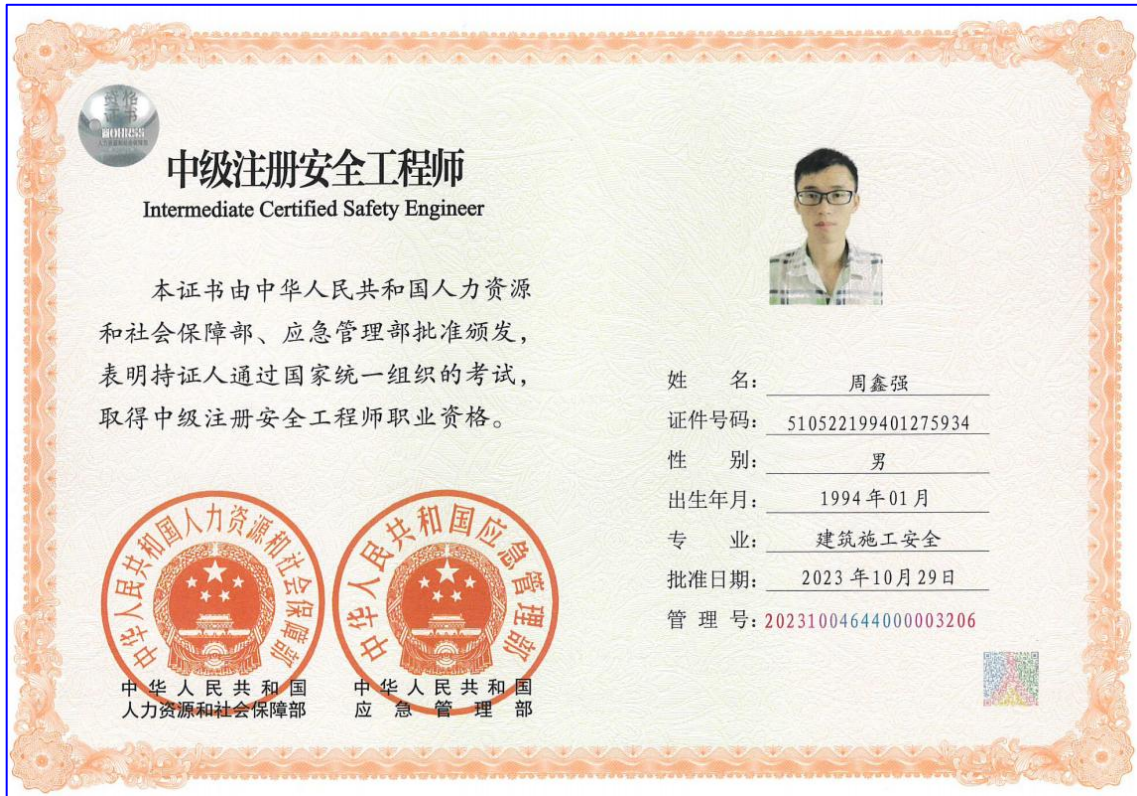 资格
证书
MOHRSS
中级注册安全工程师
Intermediate Certified Safety Engineer
本证书由中华人民共和国人力资源
和社会保障部、应急管理部批准颁发，
表明持证人通过国家统一组织的考试，
取得中级注册安全工程师职业资格。
中华人民共和国人力资源和社会保障部
中华人民共和国应急管理部
中华人民共和国
人力资源和社会保障部
中华人民共和国
应急管理部
姓 名： 周鑫强
证件号码： 510522199401275934
性 别： 男
出生年月： 1994年01月
专 业： 建筑施工安全
批准日期： 2023年10月29日
管 理 号： 20231004644000003206